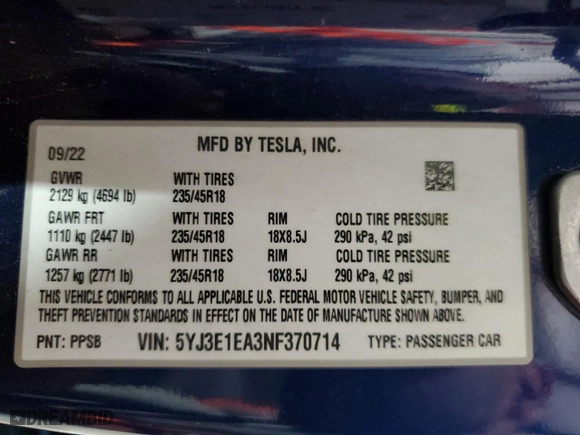 MFD BY TESLA, INC.
09/22
GVWR WITH TIRES
2129 kg (4694 lb) 235/45R18
GAWR FRT WITH TIRES RIM COLD TIRE PRESSURE
1110 kg (2447 lb) 235/45R18 18X8.5J 290 kPa, 42 psi
GAWR RR WITH TIRES RIM COLD TIRE PRESSURE
1257 kg (2771 lb) 235/45R18 18X8.5J 290 kPa, 42 psi
THIS VEHICLE CONFORMS TO ALL APPLICABLE U.S. FEDERAL MOTOR VEHICLE SAFETY, BUMPER, AND
THEFT PREVENTION STANDARDS IN EFFECT ON THE DATE OF MANUFACTURE SHOWN ABOVE.
PNT: PPSB VIN: 5YJ3E1EA3NF370714 TYPE: PASSENGER CAR
DREAMBID